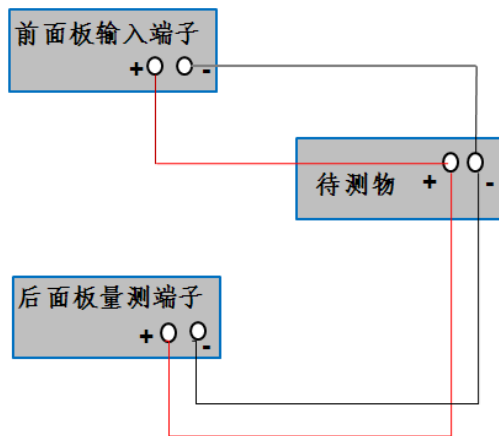 前面板输入端子
+ -
待测物 + -
后面板量测端子
+ -